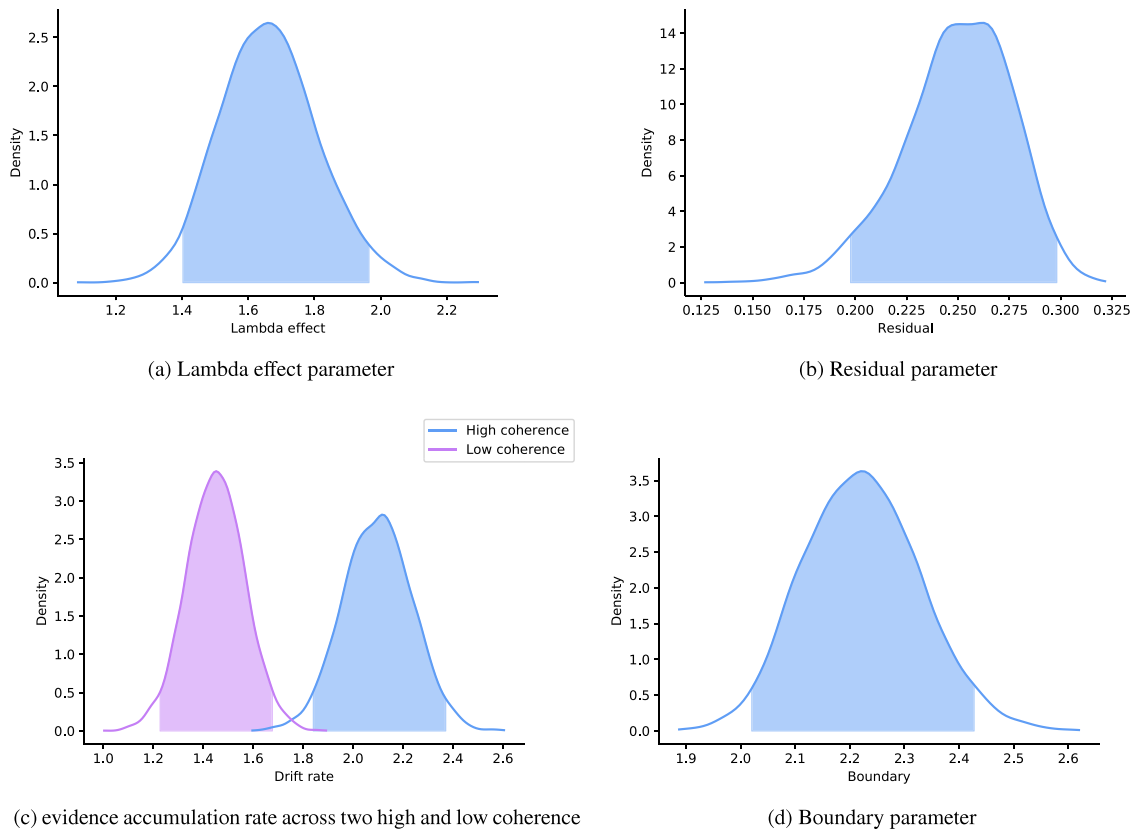 2.5
2.0
1.5
1.0
0.5
0.0
Density
1.2 1.4 1.6 1.8 2.0 2.2
Lambda effect
(a) Lambda effect parameter
14
12
10
8
6
4
2
0
Density
0.125 0.150 0.175 0.200 0.225 0.250 0.275 0.300 0.325
Residual
(b) Residual parameter
High coherence
Low coherence
3.5
3.0
2.5
2.0
1.5
1.0
0.5
0.0
Density
1.0 1.2 1.4 1.6 1.8 2.0 2.2 2.4 2.6
Drift rate
(c) evidence accumulation rate across two high and low coherence
3.5
3.0
2.5
2.0
1.5
1.0
0.5
0.0
Density
1.9 2.0 2.1 2.2 2.3 2.4 2.5 2.6
Boundary
(d) Boundary parameter